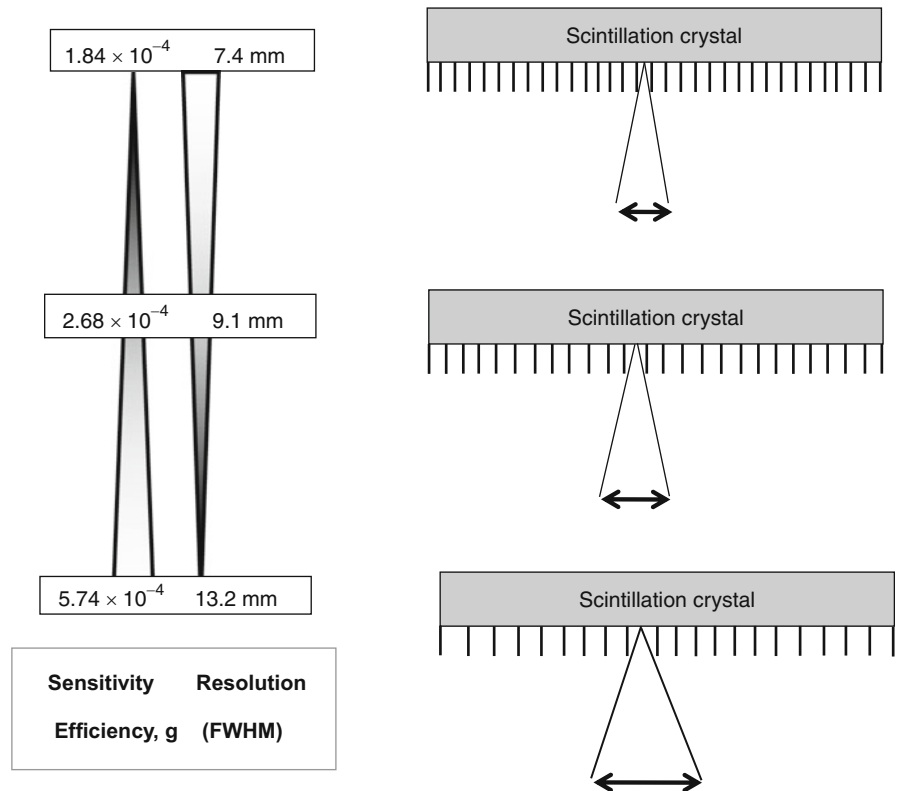 1.84 × 10⁻⁴ 7.4 mm
Scintillation crystal
2.68 × 10⁻⁴ 9.1 mm
Scintillation crystal
5.74 × 10⁻⁴ 13.2 mm
Scintillation crystal
Sensitivity Resolution
Efficiency, g (FWHM)